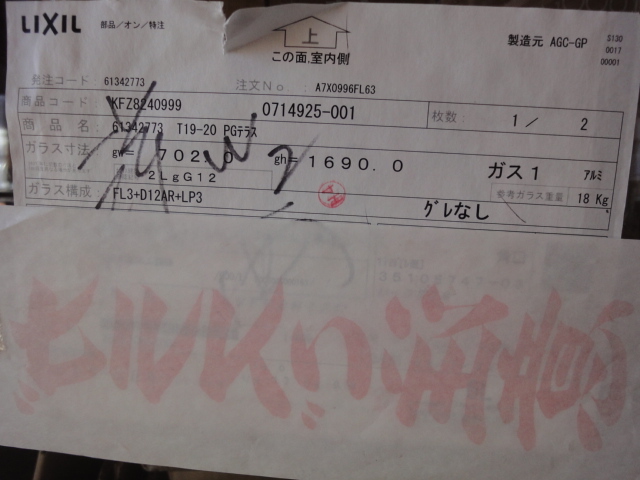 LIXIL 部品/オン/特注
上
この面,室内側
製造元 AGC-GP
S130
0017
00001
発注コード 61342773 注文No : A7X0996FL63
商品コード KFZ8240999 0714925-001 枚数: 1 / 2
商品名: 61342773 T19-20 PGテラス
ガラス寸法: gw= 702.0 gh= 1690.0 ガス1 アルミ
2LgG12
参考ガラス重量 18 Kg
ガラス構成: FL3+D12AR+LP3 グレなし